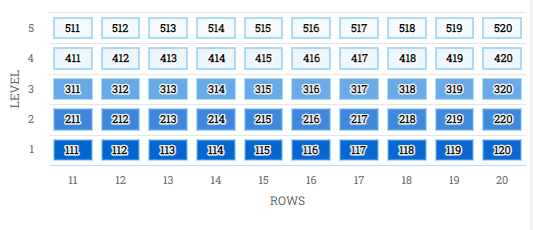 5 511 512 513 514 515 516 517 518 519 520
4 411 412 413 414 415 416 417 418 419 420
3 311 312 313 314 315 316 317 318 319 320
2 211 212 213 214 215 216 217 218 219 220
1 111 112 113 114 115 116 117 118 119 120
LEVEL
11 12 13 14 15 16 17 18 19 20
ROWS